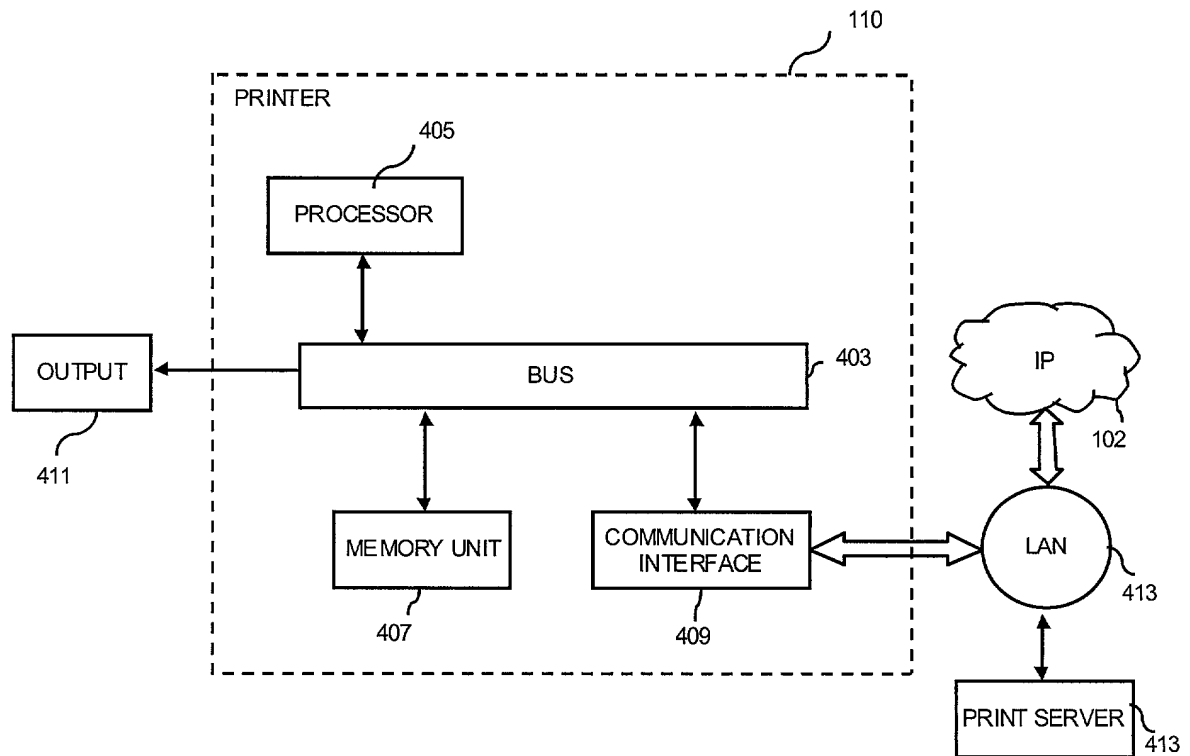 110
PRINTER
405
PROCESSOR
OUTPUT
BUS
403
IP
102
411
MEMORY UNIT
COMMUNICATION
INTERFACE
LAN
413
407
409
PRINT SERVER
413